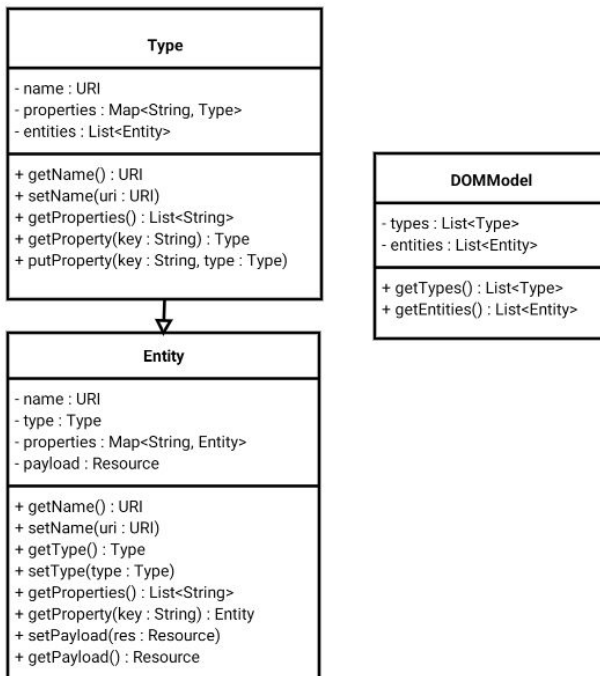 Type
- name : URI
- properties : Map<String, Type>
- entities : List<Entity>
+ getName() : URI
+ setName(uri : URI)
+ getProperties() : List<String>
+ getProperty(key : String) : Type
+ putProperty(key : String, type : Type)
Entity
- name : URI
- type : Type
- properties : Map<String, Entity>
- payload : Resource
+ getName() : URI
+ setName(uri : URI)
+ getType() : Type
+ setType(type : Type)
+ getProperties() : List<String>
+ getProperty(key : String) : Entity
+ setPayload(res : Resource)
+ getPayload() : Resource
DOMModel
- types : List<Type>
- entities : List<Entity>
+ getTypes() : List<Type>
+ getEntities() : List<Entity>